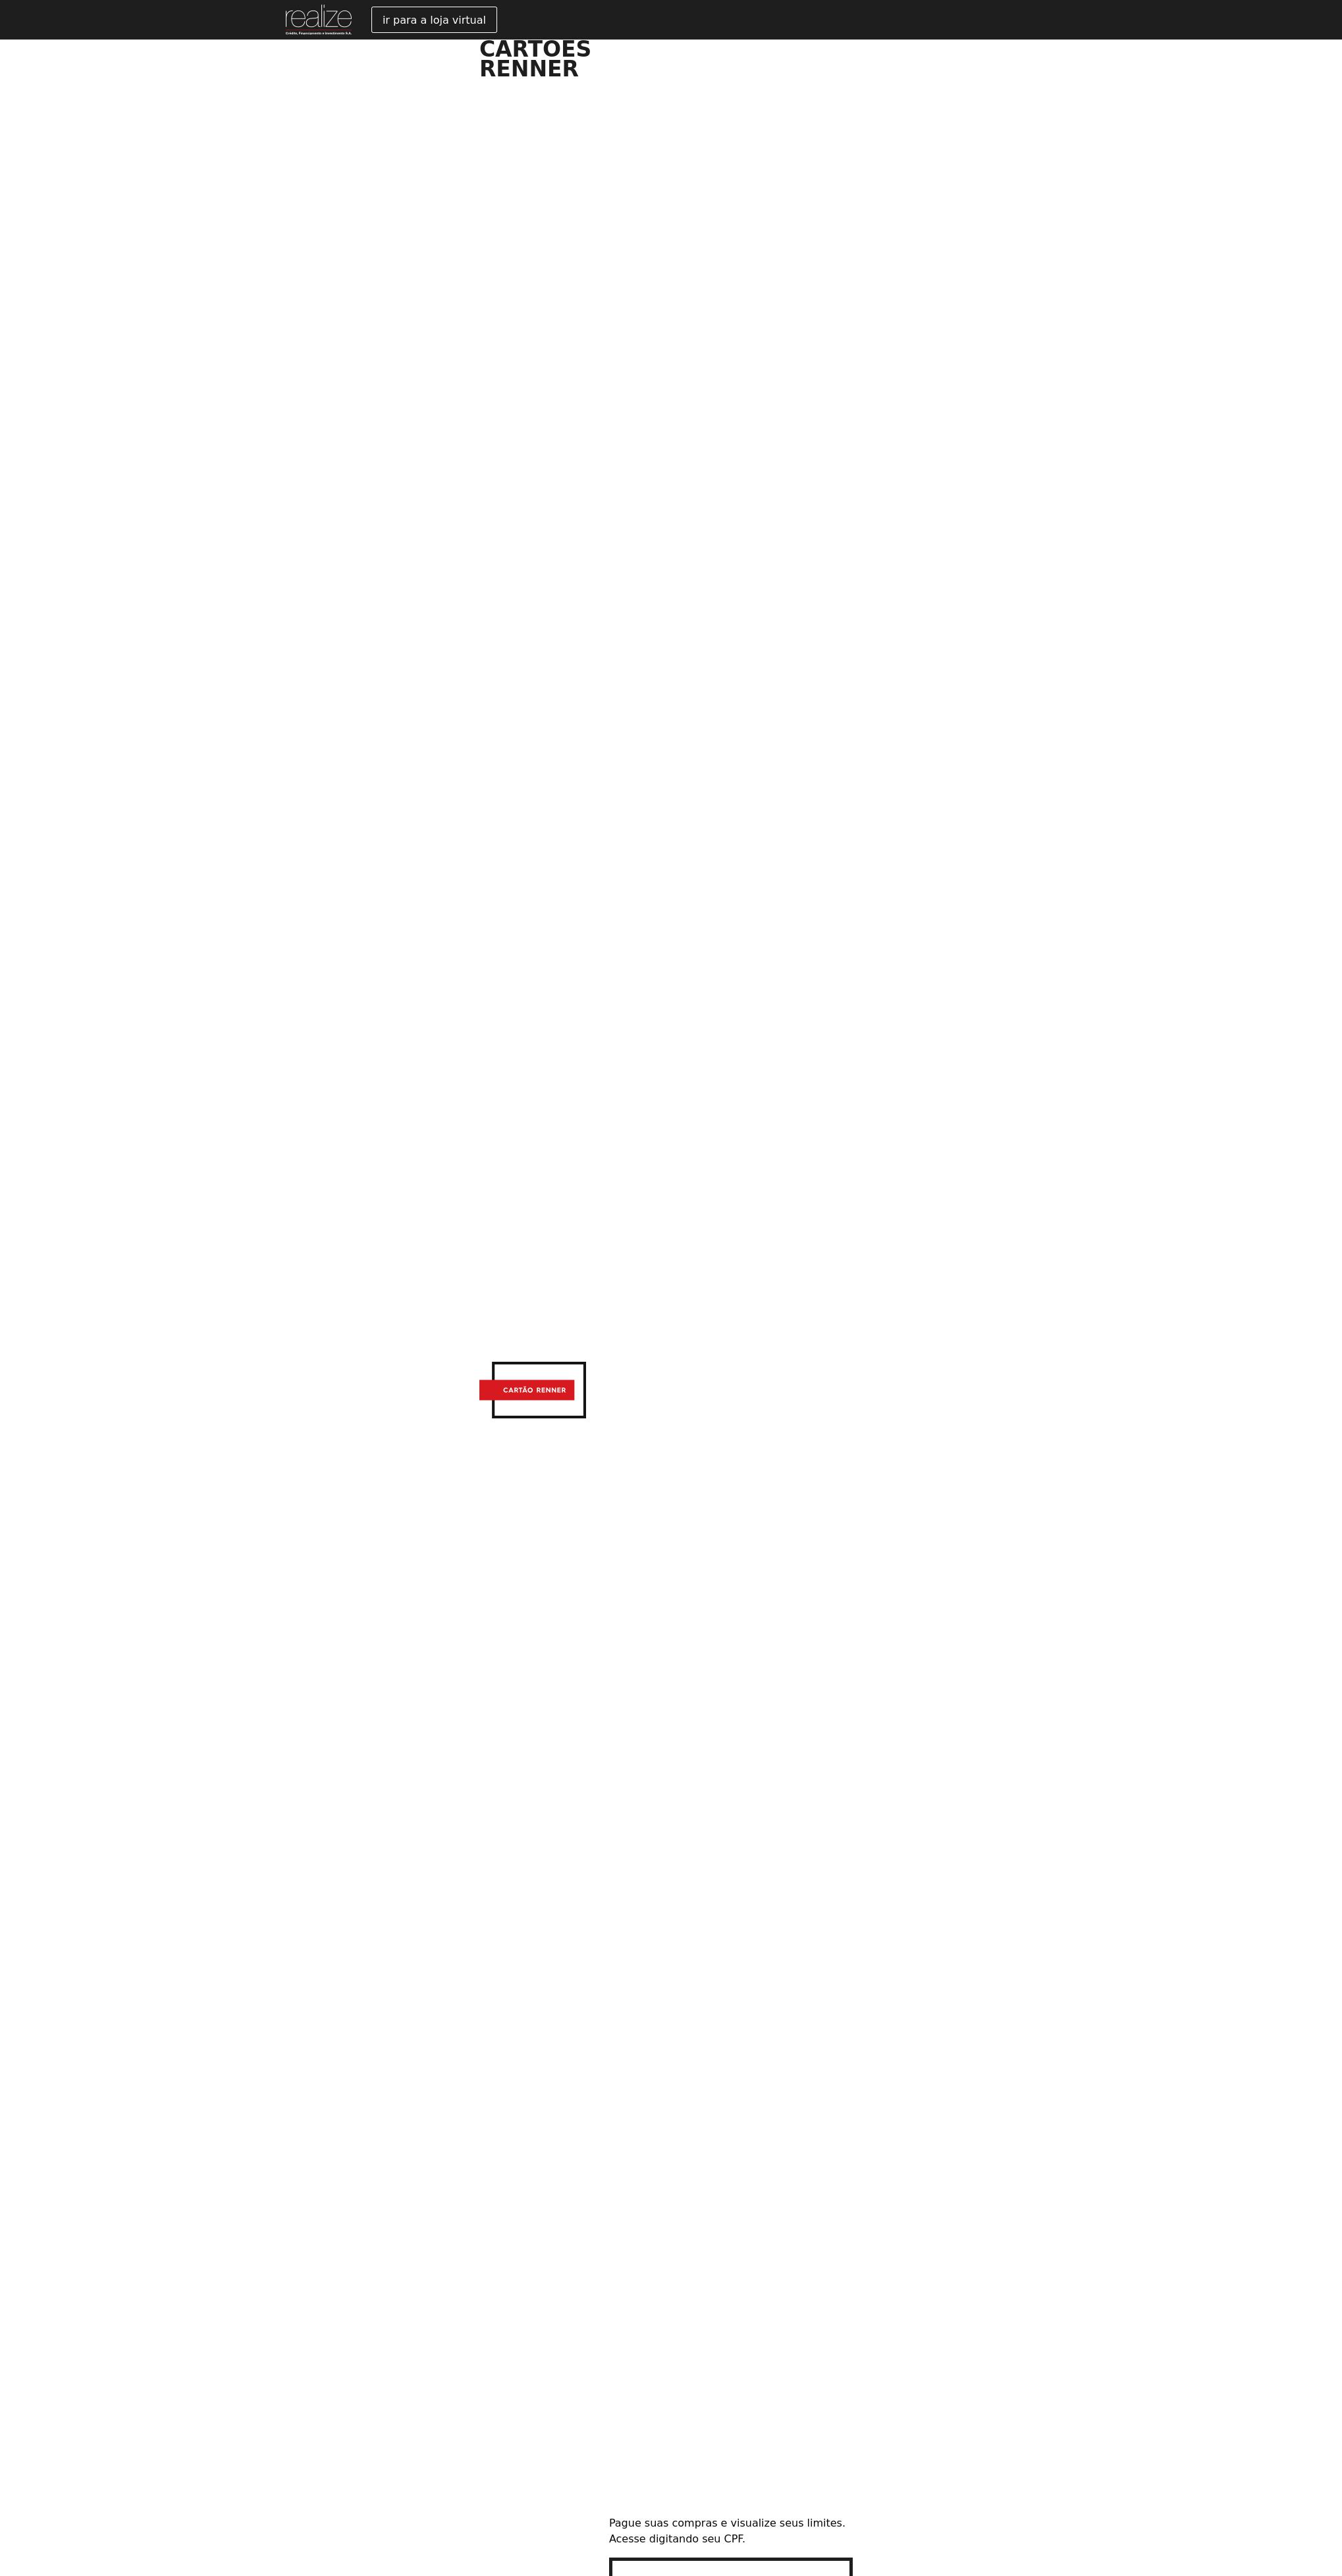 realize
Crédito, Financiamento e Investimento S.A.
ir para a loja virtual
CARTÕES
RENNER
CARTÃO RENNER
Pague suas compras e visualize seus limites.
Acesse digitando seu CPF.